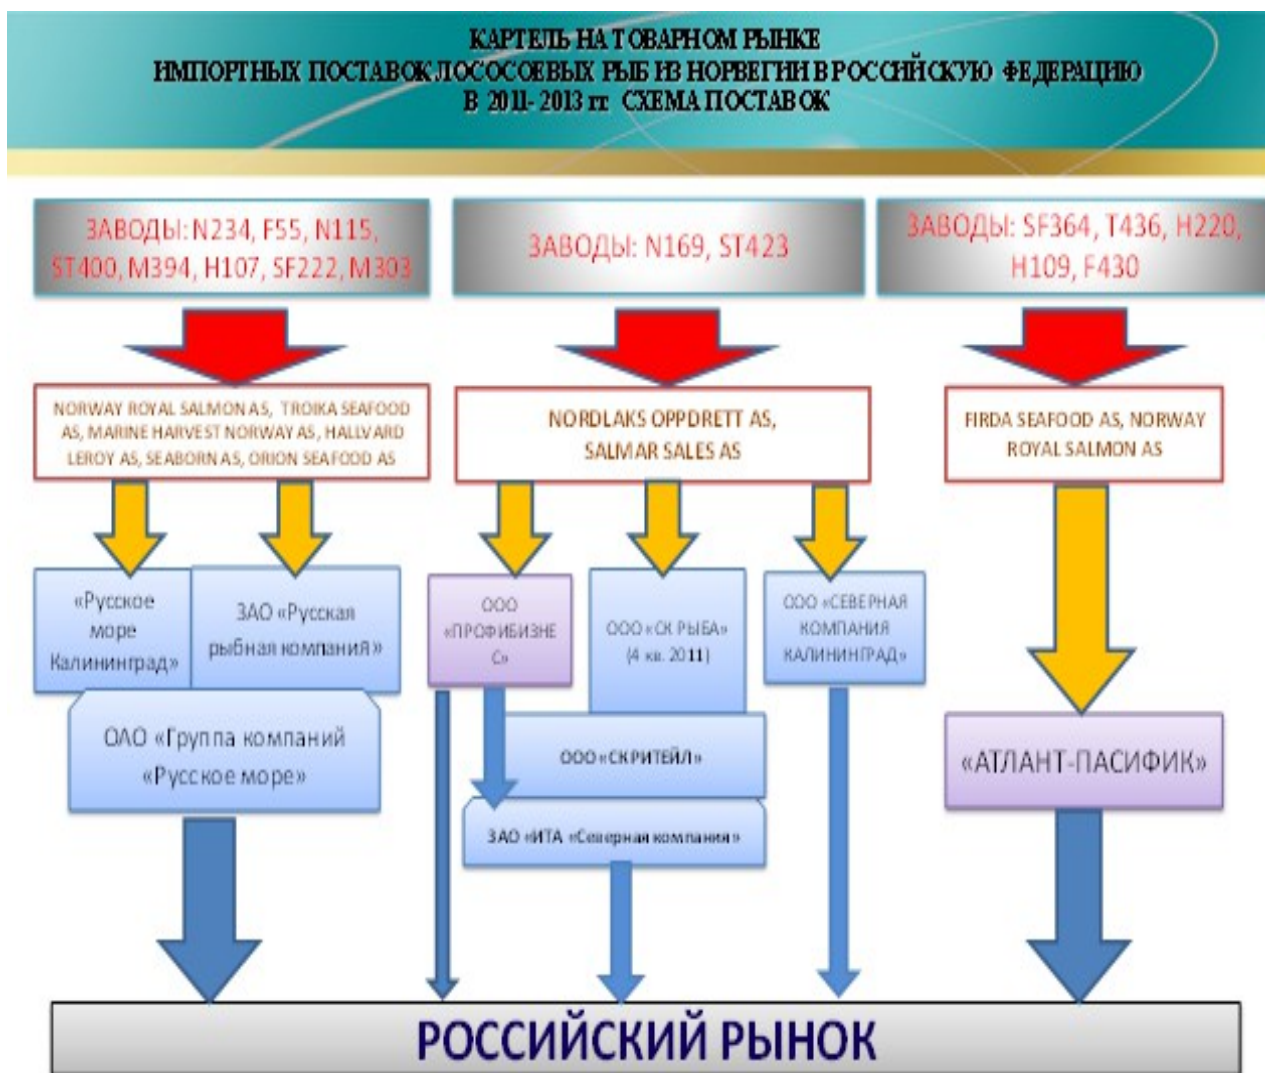 КАРТЕЛЬ НА ТОВАРНОМ РЫНКЕ
ИМПОРТНЫХ ПОСТАВОК ЛОСОСОЕВЫХ РЫБ ИЗ НОРВЕГИИ В РОССИЙСКУЮ ФЕДЕРАЦИЮ
В 2011- 2013 гг СХЕМА ПОСТАВОК
ЗАВОДЫ: N234, F55, N115,
ST400, M394, H107, SF222, M303
ЗАВОДЫ: N169, ST423
ЗАВОДЫ: SF364, T436, H220,
H109, F430
NORWAY ROYAL SALMON AS, TROIKA SEAFOOD
AS, MARINE HARVEST NORWAY AS, HALLVARD
LEROY AS, SEABORN AS, ORION SEAFOOD AS
NORDLAKS OPPDRETT AS,
SALMAR SALES AS
FIRDA SEAFOOD AS, NORWAY
ROYAL SALMON AS
«Русское
море
Калининград»
ЗАО «Русская
рыбная компания»
ООО
«ПРОФИБИЗНЕ
С»
ООО «СК РЫБА»
(4 кв. 2011)
ООО «СЕВЕРНАЯ
КОМПАНИЯ
КАЛИНИНГРАД»
ОАО «Группа компаний
«Русское море»
ООО «СК РИТЕЙЛ»
ЗАО «ИТА «Северная компания»
«АТЛАНТ-ПАСИФИК»
РОССИЙСКИЙ РЫНОК